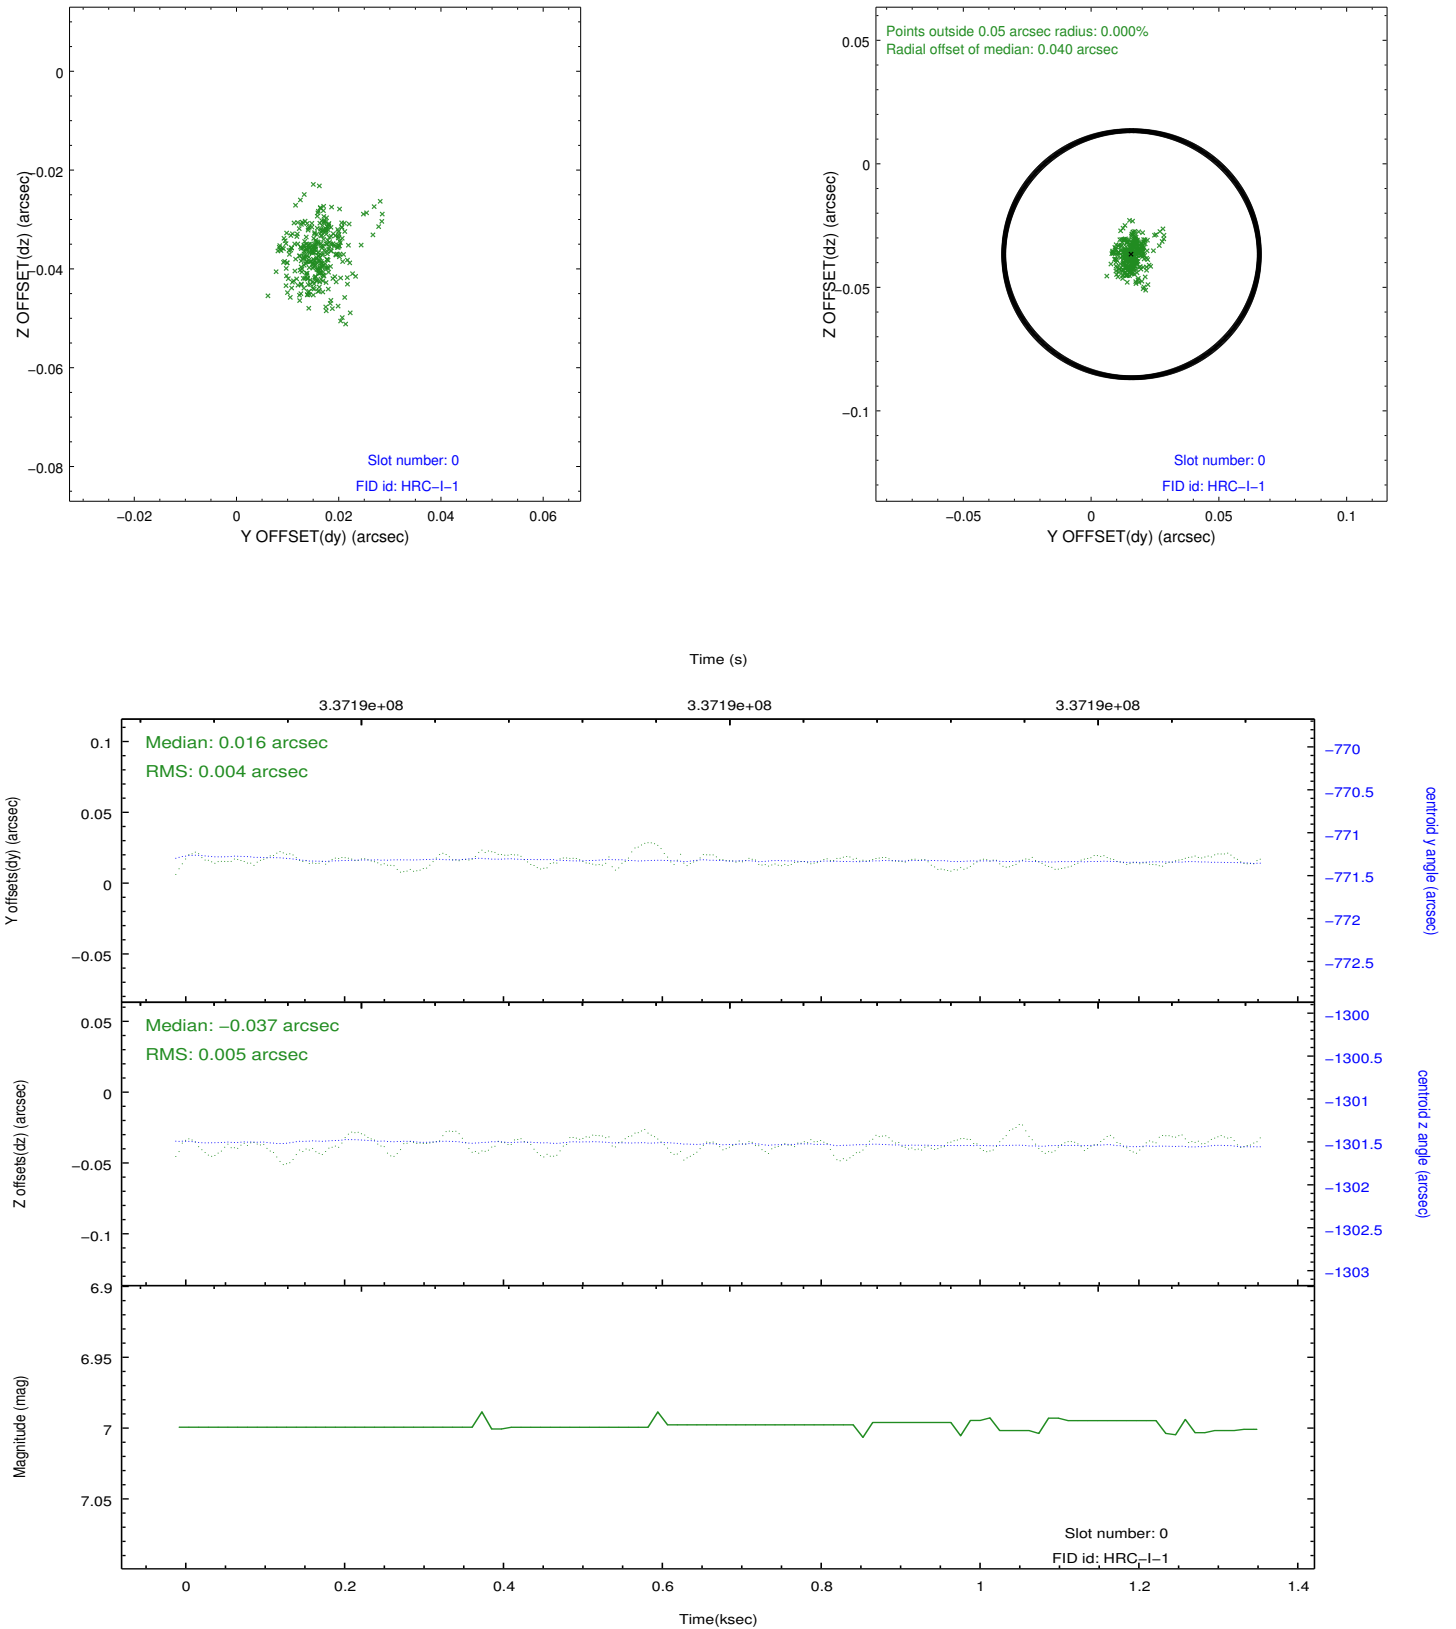 0
−0.02
−0.04
−0.06
−0.08
Z OFFSET(dz) (arcsec)
Slot number: 0
FID id: HRC−I−1
−0.02 0 0.02 0.04 0.06
Y OFFSET(dy) (arcsec)
Points outside 0.05 arcsec radius: 0.000%
Radial offset of median: 0.040 arcsec
0.05
0
−0.05
−0.1
Z OFFSET(dz) (arcsec)
Slot number: 0
FID id: HRC−I−1
−0.05 0 0.05 0.1
Y OFFSET(dy) (arcsec)
Time (s)
3.3719e+08 3.3719e+08 3.3719e+08
Median: 0.016 arcsec
RMS: 0.004 arcsec
0.1
0.05
0
−0.05
Y offsets(dy) (arcsec)
−770
−770.5
−771
−771.5
−772
−772.5
centroid y angle (arcsec)
Median: −0.037 arcsec
RMS: 0.005 arcsec
0.05
0
−0.05
−0.1
Z offsets(dz) (arcsec)
−1300
−1300.5
−1301
−1301.5
−1302
−1302.5
−1303
centroid z angle (arcsec)
6.9
6.95
7
7.05
Magnitude (mag)
Slot number: 0
FID id: HRC−I−1
0 0.2 0.4 0.6 0.8 1 1.2 1.4
Time(ksec)